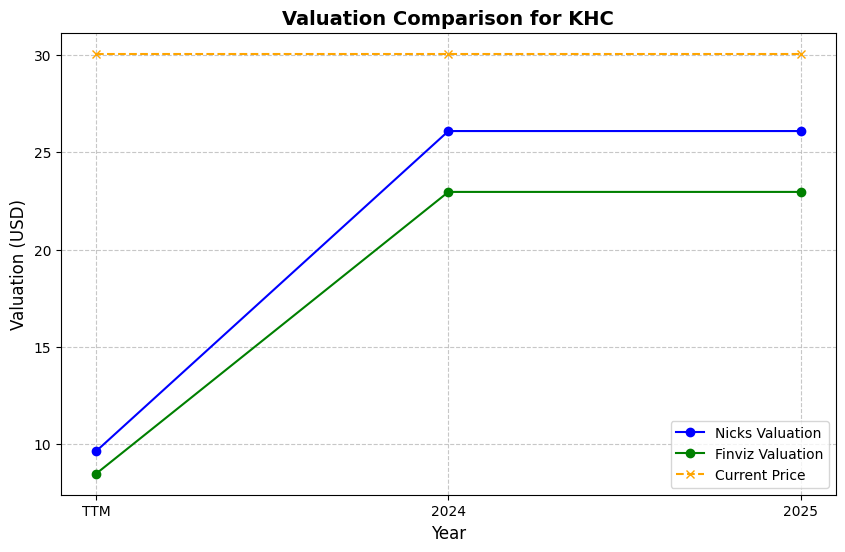 Valuation Comparison for KHC
Valuation (USD)
30
25
20
15
10
Nicks Valuation
Finviz Valuation
Current Price
TTM 2024 2025
Year